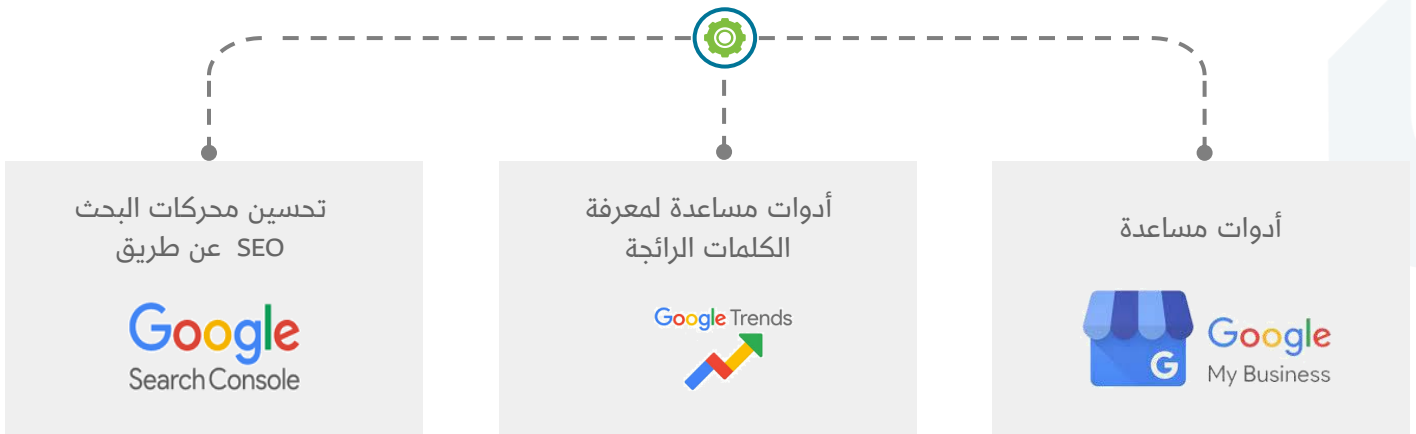 أدوات مساعدة
Google
My Business
G
أدوات مساعدة لمعرفة
الكلمات الرائجة
Google Trends
تحسين محركات البحث
SEO عن طريق
Google
Search Console